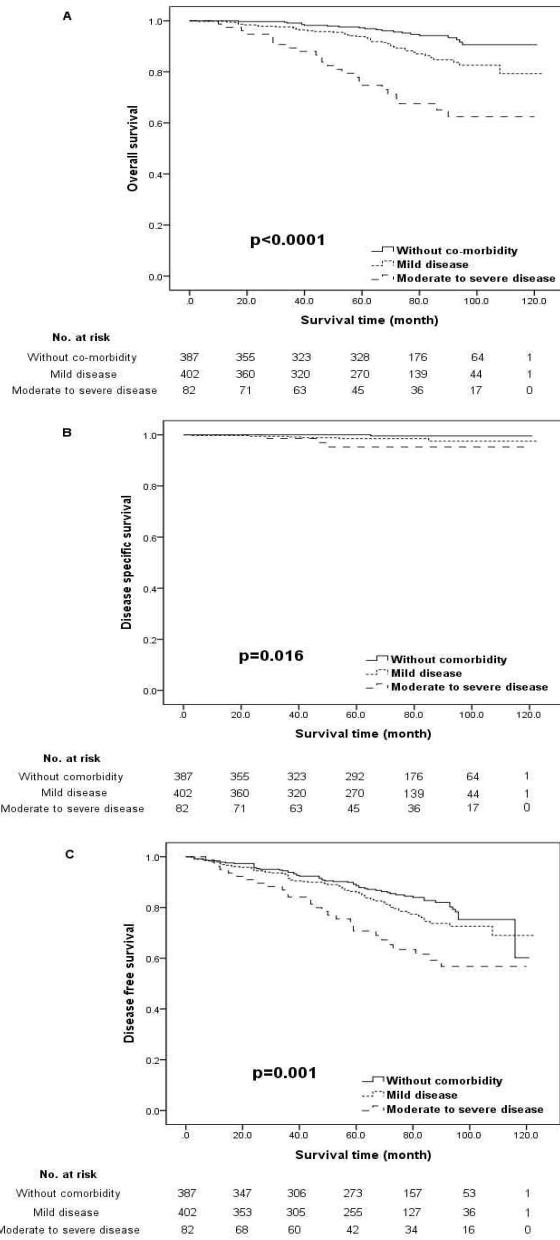 A
Overall survival
1.0
0.8
0.6
0.4
0.2
0.0
p<0.0001
Without co-morbidity
Mild disease
Moderate to severe disease
.0 20.0 40.0 60.0 80.0 100.0 120.0
Survival time (month)
No. at risk
Without co-morbidity 387 355 323 328 176 64 1
Mild disease 402 360 320 270 139 44 1
Moderate to severe disease 82 71 63 45 36 17 0
B
Disease specific survival
1.0
0.8
0.6
0.4
0.2
0.0
p=0.016
Without comorbidity
Mild disease
Moderate to severe disease
.0 20.0 40.0 60.0 80.0 100.0 120.0
Survival time (month)
No. at risk
Without comorbidity 387 355 323 292 176 64 1
Mild disease 402 360 320 270 139 44 1
Moderate to severe disease 82 71 63 45 36 17 0
C
Disease free survival
1.0
0.8
0.6
0.4
0.2
0.0
p=0.001
Without comorbidity
Mild disease
Moderate to severe disease
.0 20.0 40.0 60.0 80.0 100.0 120.0
Survival time (month)
No. at risk
Without comorbidity 387 347 306 273 157 53 1
Mild disease 402 353 305 255 127 36 1
Moderate to severe disease 82 68 60 42 34 16 0